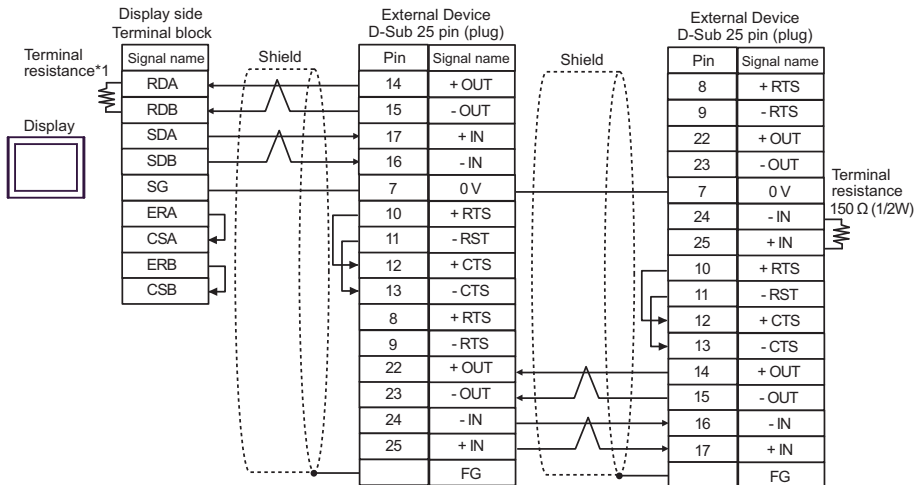 Display side
Terminal block
External Device
D-Sub 25 pin (plug)
External Device
D-Sub 25 pin (plug)
Terminal
resistance*1
Display
Shield
Shield
Signal name
RDA
RDB
SDA
SDB
SG
ERA
CSA
ERB
CSB
Pin Signal name
14 + OUT
15 - OUT
17 + IN
16 - IN
7 0 V
10 + RTS
11 - RST
12 + CTS
13 - CTS
8 + RTS
9 - RTS
22 + OUT
23 - OUT
24 - IN
25 + IN
FG
Pin Signal name
8 + RTS
9 - RTS
22 + OUT
23 - OUT
7 0 V
24 - IN
25 + IN
10 + RTS
11 - RST
12 + CTS
13 - CTS
14 + OUT
15 - OUT
16 - IN
17 + IN
FG
Terminal
resistance
150 Ω (1/2W)